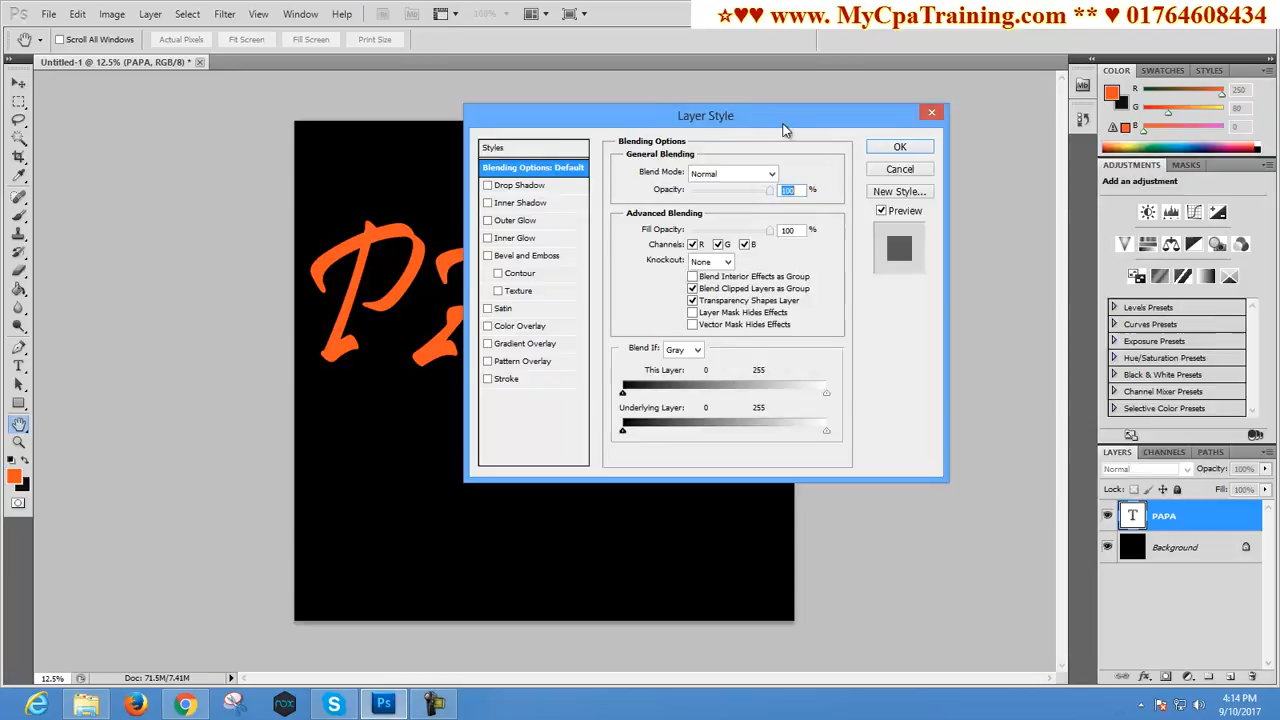 ☆♥♥ www. MyCpaTraining.com ** ♥ 01764608434
Ps File Edit Image Layer Select Filter View Window Help Mb 100%
Scroll All Windows Actual Pixels Fit Screen Fill Screen Print Size
Untitled-1 @ 12.5% (PAPA, RGB/8) *
Layer Style
Styles
Blending Options: Default
Drop Shadow
Inner Shadow
Outer Glow
Inner Glow
Bevel and Emboss
Contour
Texture
Satin
Color Overlay
Gradient Overlay
Pattern Overlay
Stroke
Blending Options
General Blending
Blend Mode: Normal
Opacity: 100 %
Advanced Blending
Fill Opacity: 100 %
Channels: R G B
Knockout: None
Blend Interior Effects as Group
Blend Clipped Layers as Group
Transparency Shapes Layer
Layer Mask Hides Effects
Vector Mask Hides Effects
Blend If: Gray
This Layer: 0 255
Underlying Layer: 0 255
OK
Cancel
New Style...
Preview
Mb
COLOR SWATCHES STYLES
R 250
G 80
B 0
ADJUSTMENTS MASKS
Add an adjustment
Levels Presets
Curves Presets
Exposure Presets
Hue/Saturation Presets
Black & White Presets
Channel Mixer Presets
Selective Color Presets
LAYERS CHANNELS PATHS
Normal Opacity: 100%
Lock: Fill: 100%
T PAPA
Background
12.5% Doc: 71.5M/7.41M
4:14 PM
9/10/2017